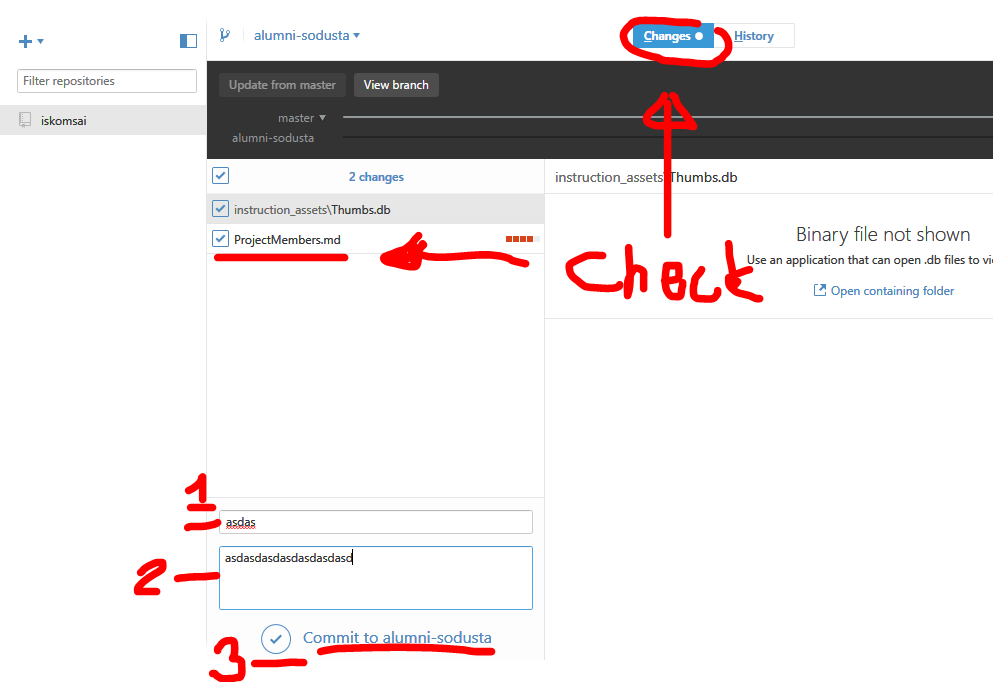 alumni-sodusta
Changes
History
Filter repositories
Update from master
View branch
iskomsai
master
alumni-sodusta
2 changes
instruction_assets\Thumbs.db
instruction_assets\Thumbs.db
ProjectMembers.md
Binary file not shown
Use an application that can open .db files to vi
Open containing folder
Check
1
asdas
2
asdasdasdasdasdasdasd
3
Commit to alumni-sodusta